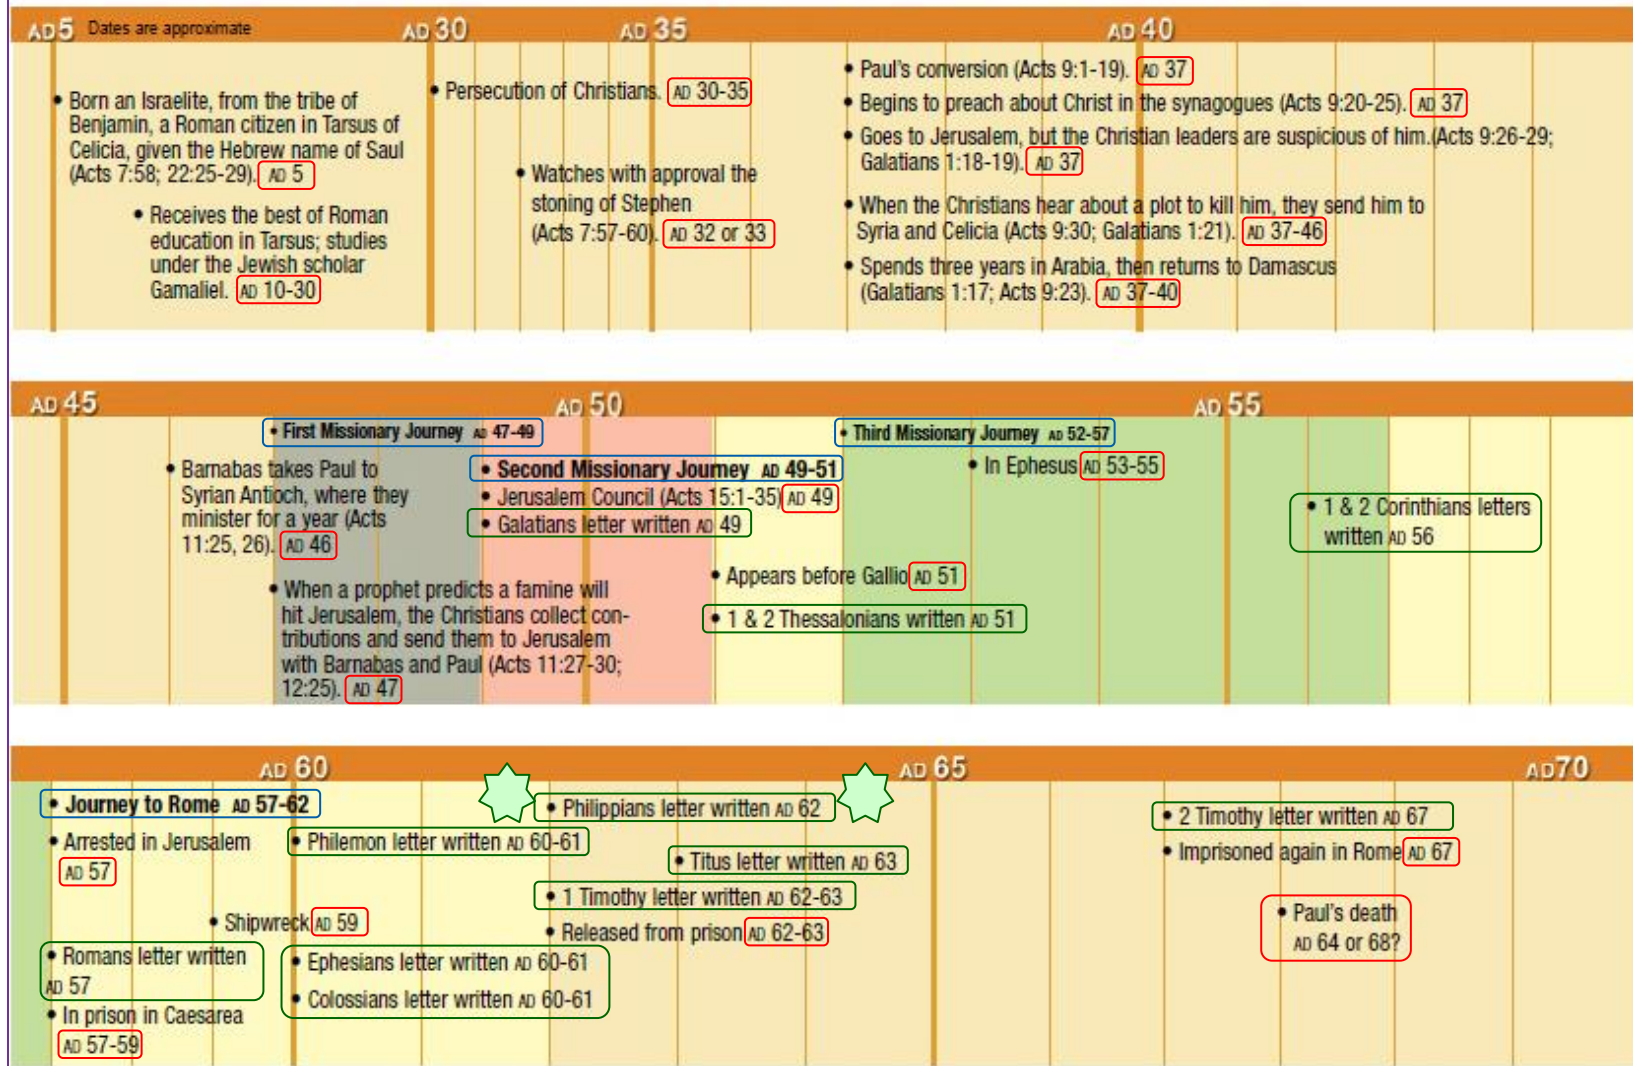 AD 5 Dates are approximate AD 30 AD 35 AD 40
• Born an Israelite, from the tribe of
Benjamin, a Roman citizen in Tarsus of
Celicia, given the Hebrew name of Saul
(Acts 7:58; 22:25-29). AD 5
• Receives the best of Roman
education in Tarsus; studies
under the Jewish scholar
Gamaliel. AD 10-30
• Persecution of Christians. AD 30-35
• Watches with approval the
stoning of Stephen
(Acts 7:57-60). AD 32 or 33
• Paul's conversion (Acts 9:1-19). AD 37
• Begins to preach about Christ in the synagogues (Acts 9:20-25). AD 37
• Goes to Jerusalem, but the Christian leaders are suspicious of him.(Acts 9:26-29;
Galatians 1:18-19). AD 37
• When the Christians hear about a plot to kill him, they send him to
Syria and Celicia (Acts 9:30; Galatians 1:21). AD 37-46
• Spends three years in Arabia, then returns to Damascus
(Galatians 1:17; Acts 9:23). AD 37-40
AD 45 AD 50 AD 55
• First Missionary Journey AD 47-49
• Barnabas takes Paul to
Syrian Antioch, where they
minister for a year (Acts
11:25, 26). AD 46
• When a prophet predicts a famine will
hit Jerusalem, the Christians collect con-
tributions and send them to Jerusalem
with Barnabas and Paul (Acts 11:27-30;
12:25). AD 47
• Second Missionary Journey AD 49-51
• Jerusalem Council (Acts 15:1-35) AD 49
• Galatians letter written AD 49
• Appears before Gallio AD 51
• 1 & 2 Thessalonians written AD 51
• Third Missionary Journey AD 52-57
• In Ephesus AD 53-55
• 1 & 2 Corinthians letters
written AD 56
AD 60 AD 65 AD 70
• Journey to Rome AD 57-62
• Arrested in Jerusalem
AD 57
• Shipwreck AD 59
• Romans letter written
AD 57
• In prison in Caesarea
AD 57-59
• Philemon letter written AD 60-61
• Ephesians letter written AD 60-61
• Colossians letter written AD 60-61
• Philippians letter written AD 62
• Titus letter written AD 63
• 1 Timothy letter written AD 62-63
• Released from prison AD 62-63
• 2 Timothy letter written AD 67
• Imprisoned again in Rome AD 67
• Paul's death
AD 64 or 68?